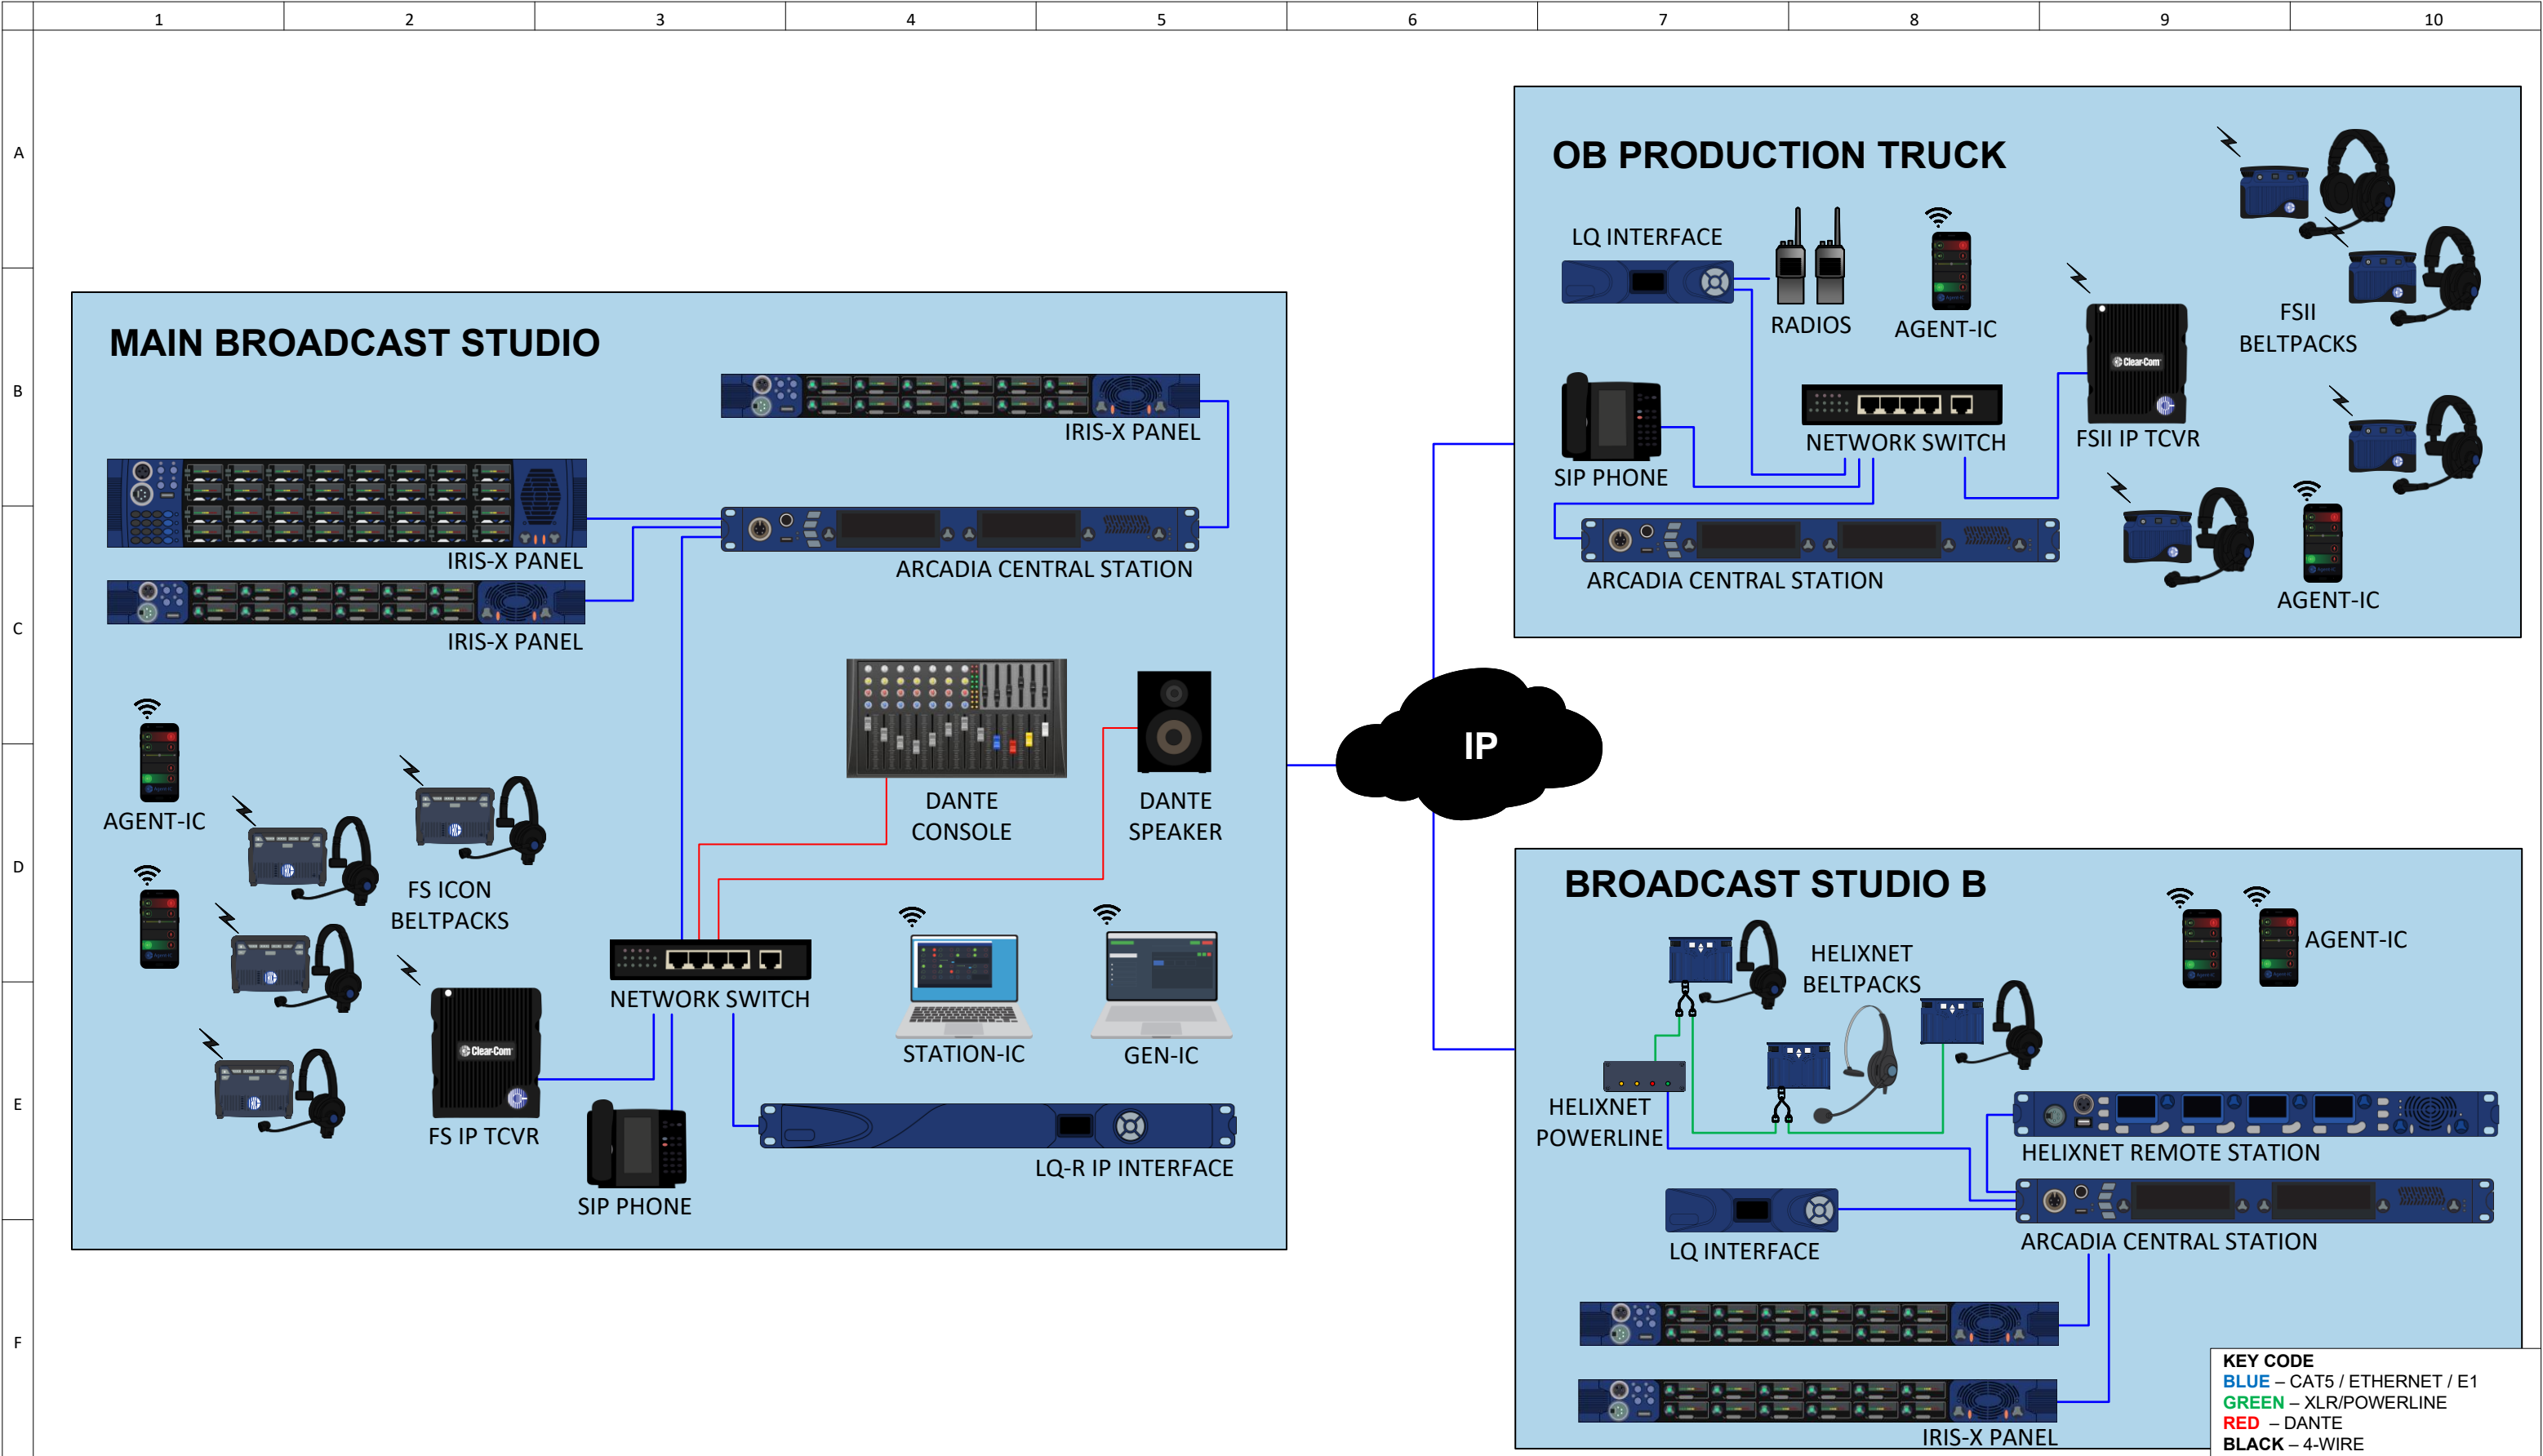 1 2 3 4 5 6 7 8 9 10
A
B
C
D
E
F
MAIN BROADCAST STUDIO
IRIS-X PANEL
IRIS-X PANEL
ARCADIA CENTRAL STATION
IRIS-X PANEL
AGENT-IC
DANTE
CONSOLE
DANTE
SPEAKER
FS ICON
BELTPACKS
NETWORK SWITCH
STATION-IC
GEN-IC
Clear-Com
FS IP TCVR
SIP PHONE
LQ-R IP INTERFACE
IP
OB PRODUCTION TRUCK
LQ INTERFACE
RADIOS
AGENT-IC
FSII
BELTPACKS
Clear-Com
FSII IP TCVR
NETWORK SWITCH
SIP PHONE
ARCADIA CENTRAL STATION
AGENT-IC
BROADCAST STUDIO B
HELIXNET
BELTPACKS
AGENT-IC
HELIXNET
POWERLINE
HELIXNET REMOTE STATION
LQ INTERFACE
ARCADIA CENTRAL STATION
IRIS-X PANEL
KEY CODE
BLUE – CAT5 / ETHERNET / E1
GREEN – XLR/POWERLINE
RED – DANTE
BLACK – 4-WIRE